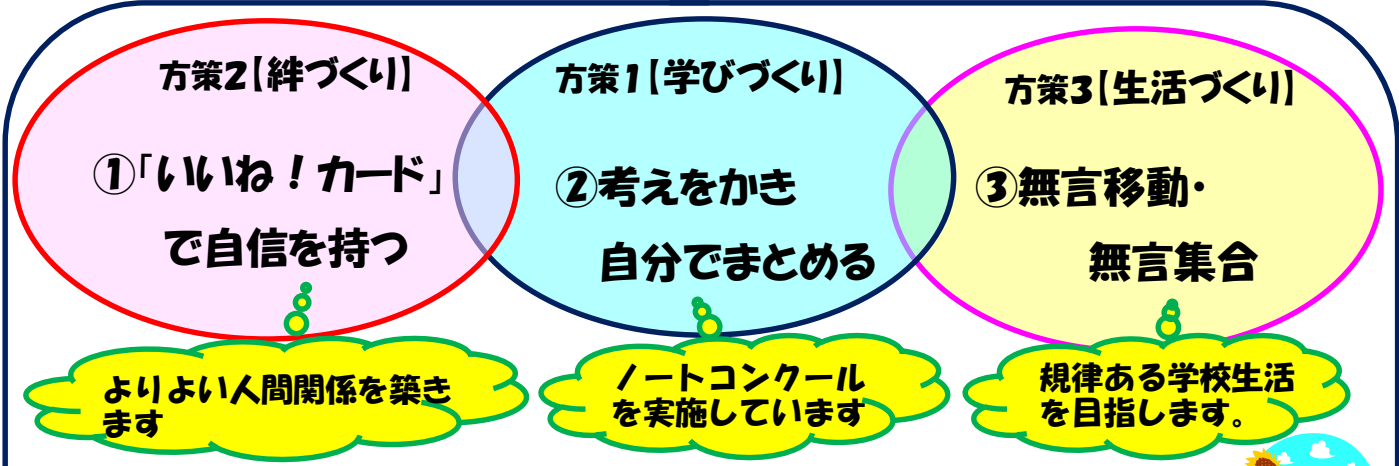 方策2【絆づくり】
①「いいね！カード」
で自信を持つ
よりよい人間関係を築き
ます
方策1【学びづくり】
②考えをかき
自分でまとめる
ノートコンクール
を実施しています
方策3【生活づくり】
③無言移動・
無言集合
規律ある学校生活
を目指します。